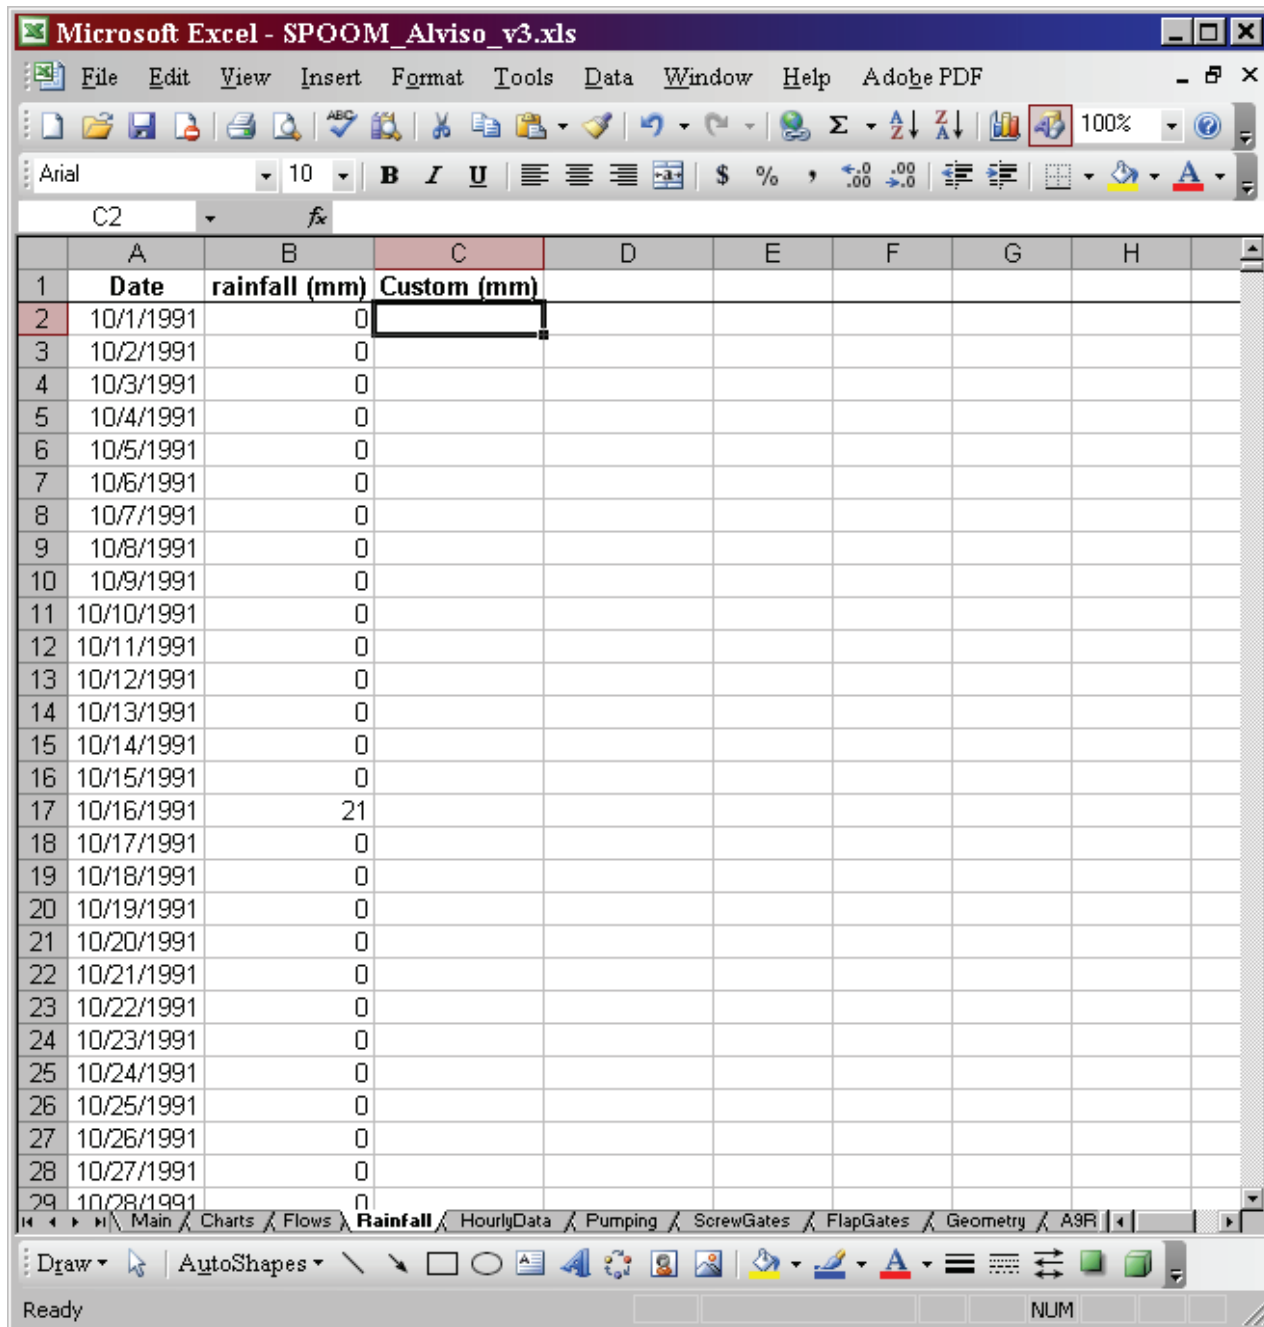 Microsoft Excel - SPOOM_Alviso_v3.xls
File Edit View Insert Format Tools Data Window Help Adobe PDF
ABC Σ A Z Z A 100%
Arial 10 B I U a $ % , .0 .00 .00 .0 A
C2 fx
A B C D E F G H
1 Date rainfall (mm) Custom (mm)
2 10/1/1991 0
3 10/2/1991 0
4 10/3/1991 0
5 10/4/1991 0
6 10/5/1991 0
7 10/6/1991 0
8 10/7/1991 0
9 10/8/1991 0
10 10/9/1991 0
11 10/10/1991 0
12 10/11/1991 0
13 10/12/1991 0
14 10/13/1991 0
15 10/14/1991 0
16 10/15/1991 0
17 10/16/1991 21
18 10/17/1991 0
19 10/18/1991 0
20 10/19/1991 0
21 10/20/1991 0
22 10/21/1991 0
23 10/22/1991 0
24 10/23/1991 0
25 10/24/1991 0
26 10/25/1991 0
27 10/26/1991 0
28 10/27/1991 0
29 10/28/1991 0
Main Charts Flows Rainfall HourlyData Pumping ScrewGates FlapGates Geometry A9R
Draw AutoShapes A A A
Ready NUM